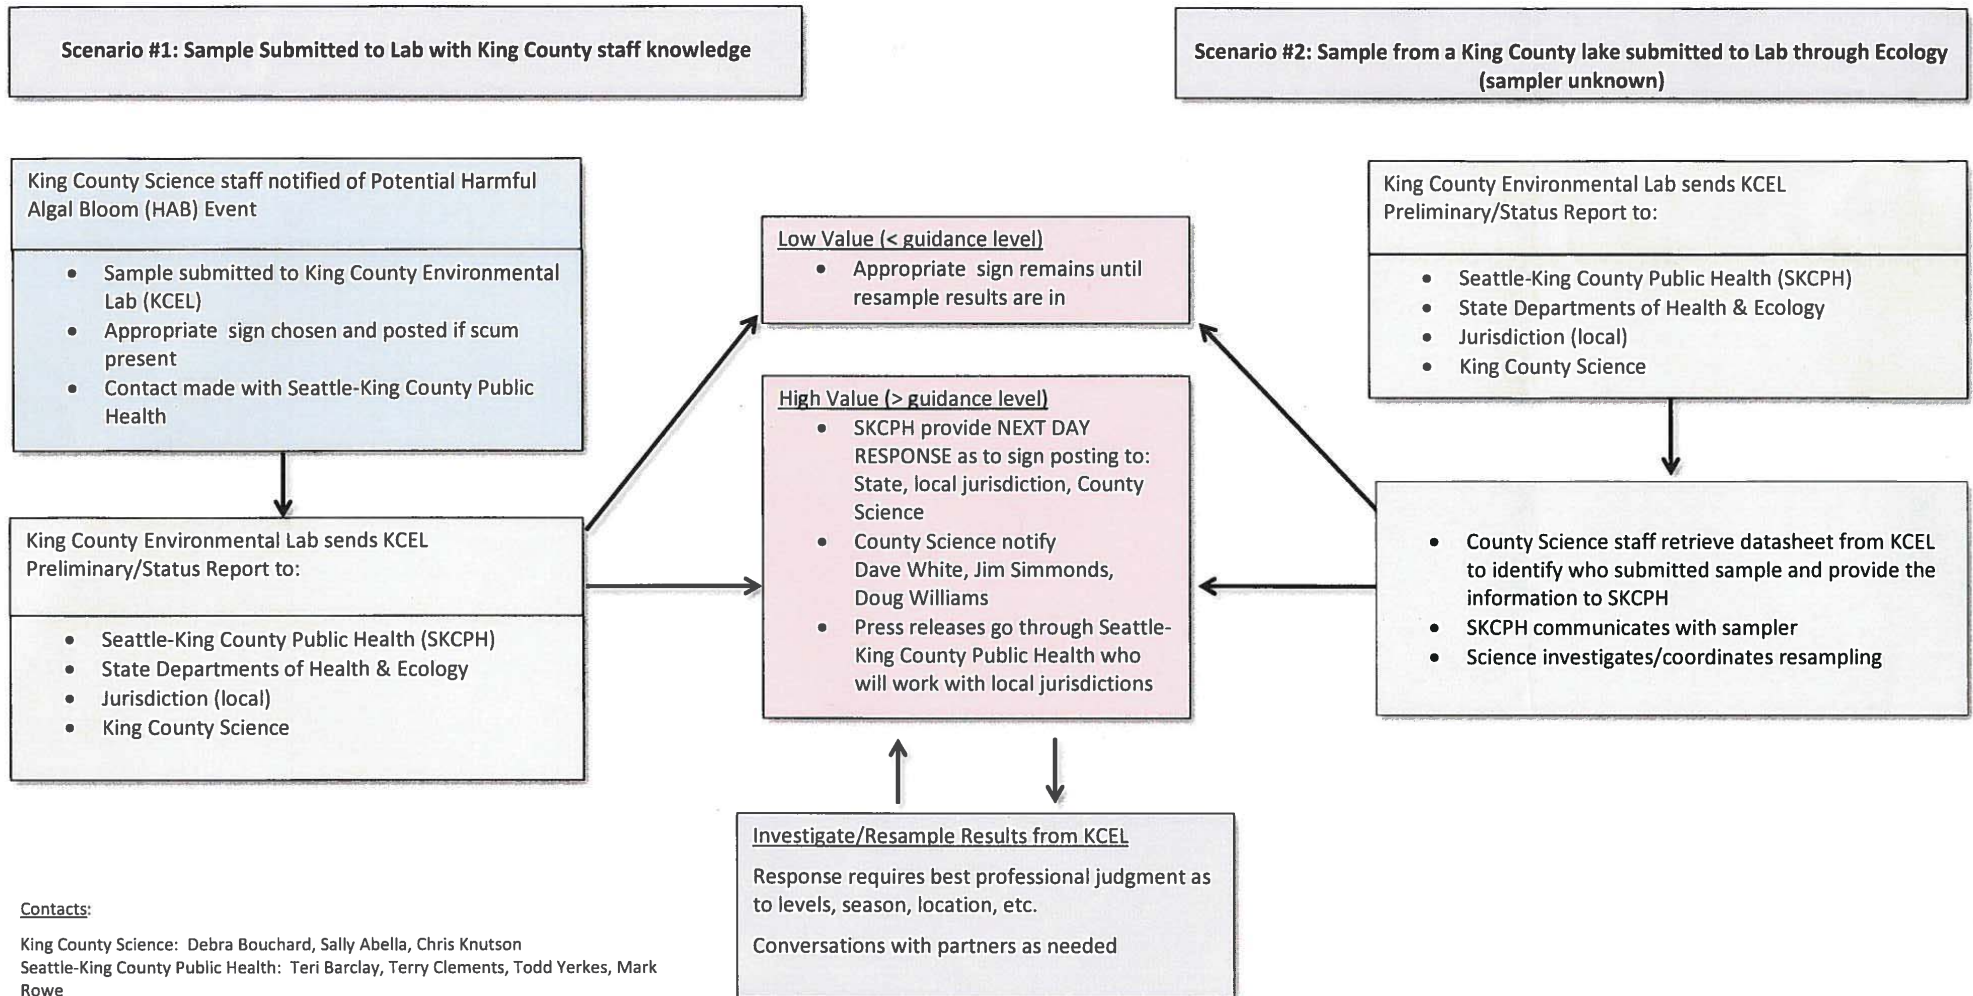 Scenario #1: Sample Submitted to Lab with King County staff knowledge
Scenario #2: Sample from a King County lake submitted to Lab through Ecology
(sampler unknown)
King County Science staff notified of Potential Harmful
Algal Bloom (HAB) Event
• Sample submitted to King County Environmental
Lab (KCEL)
• Appropriate sign chosen and posted if scum
present
• Contact made with Seattle-King County Public
Health
King County Environmental Lab sends KCEL
Preliminary/Status Report to:
• Seattle-King County Public Health (SKCPH)
• State Departments of Health & Ecology
• Jurisdiction (local)
• King County Science
Low Value (< guidance level)
• Appropriate sign remains until
resample results are in
High Value (> guidance level)
• SKCPH provide NEXT DAY
RESPONSE as to sign posting to:
State, local jurisdiction, County
Science
• County Science notify
Dave White, Jim Simmonds,
Doug Williams
• Press releases go through Seattle-
King County Public Health who
will work with local jurisdictions
Investigate/Resample Results from KCEL
Response requires best professional judgment as
to levels, season, location, etc.
Conversations with partners as needed
King County Environmental Lab sends KCEL
Preliminary/Status Report to:
• Seattle-King County Public Health (SKCPH)
• State Departments of Health & Ecology
• Jurisdiction (local)
• King County Science
• County Science staff retrieve datasheet from KCEL
to identify who submitted sample and provide the
information to SKCPH
• SKCPH communicates with sampler
• Science investigates/coordinates resampling
Contacts:
King County Science: Debra Bouchard, Sally Abella, Chris Knutson
Seattle-King County Public Health: Teri Barclay, Terry Clements, Todd Yerkes, Mark
Rowe